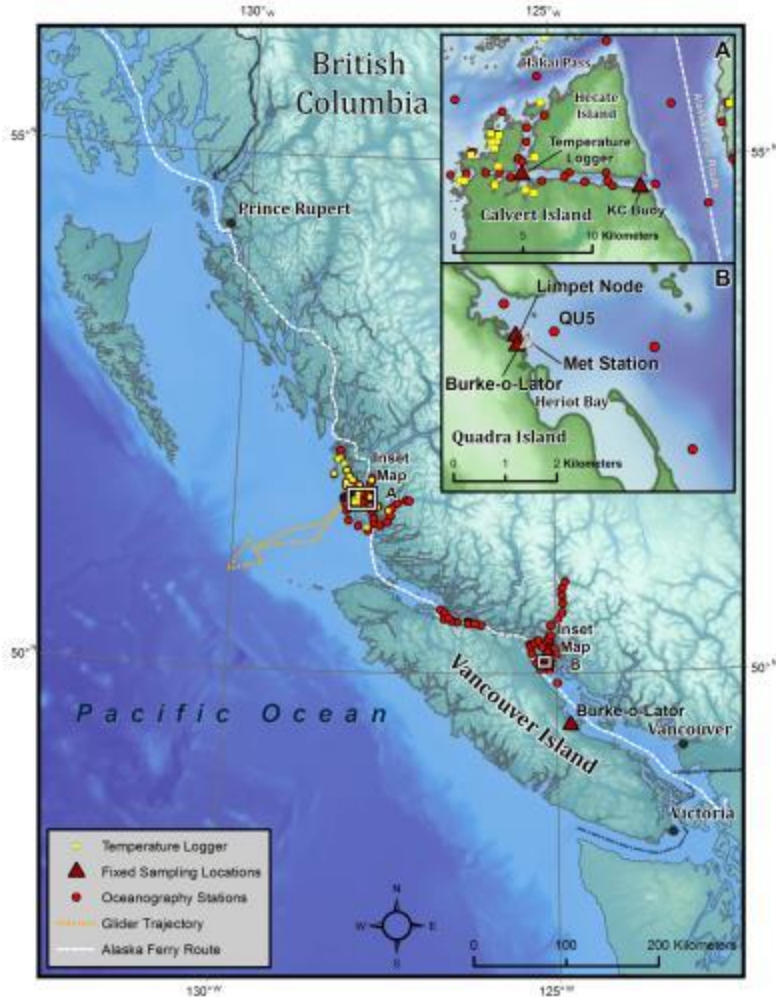 130°W
125°W
British
Columbia
55°N
Prince Rupert
A
Hakai Pass
Hecate
Island
Temperature
Logger
KC Buoy
Calvert Island
0 5 10 Kilometers
55°N
B
Limpet Node
QU5
Met Station
Burke-o-Lator
Heriot Bay
Quadra Island
0 1 2 Kilometers
Inset
Map
A
Inset
Map
B
50°N
50°N
Vancouver Island
Burke-o-Lator
Vancouver
Victoria
Pacific Ocean
Temperature Logger
Fixed Sampling Locations
Oceanography Stations
Glider Trajectory
Alaska Ferry Route
N
W E
S
0 100 200 Kilometers
130°W
125°W